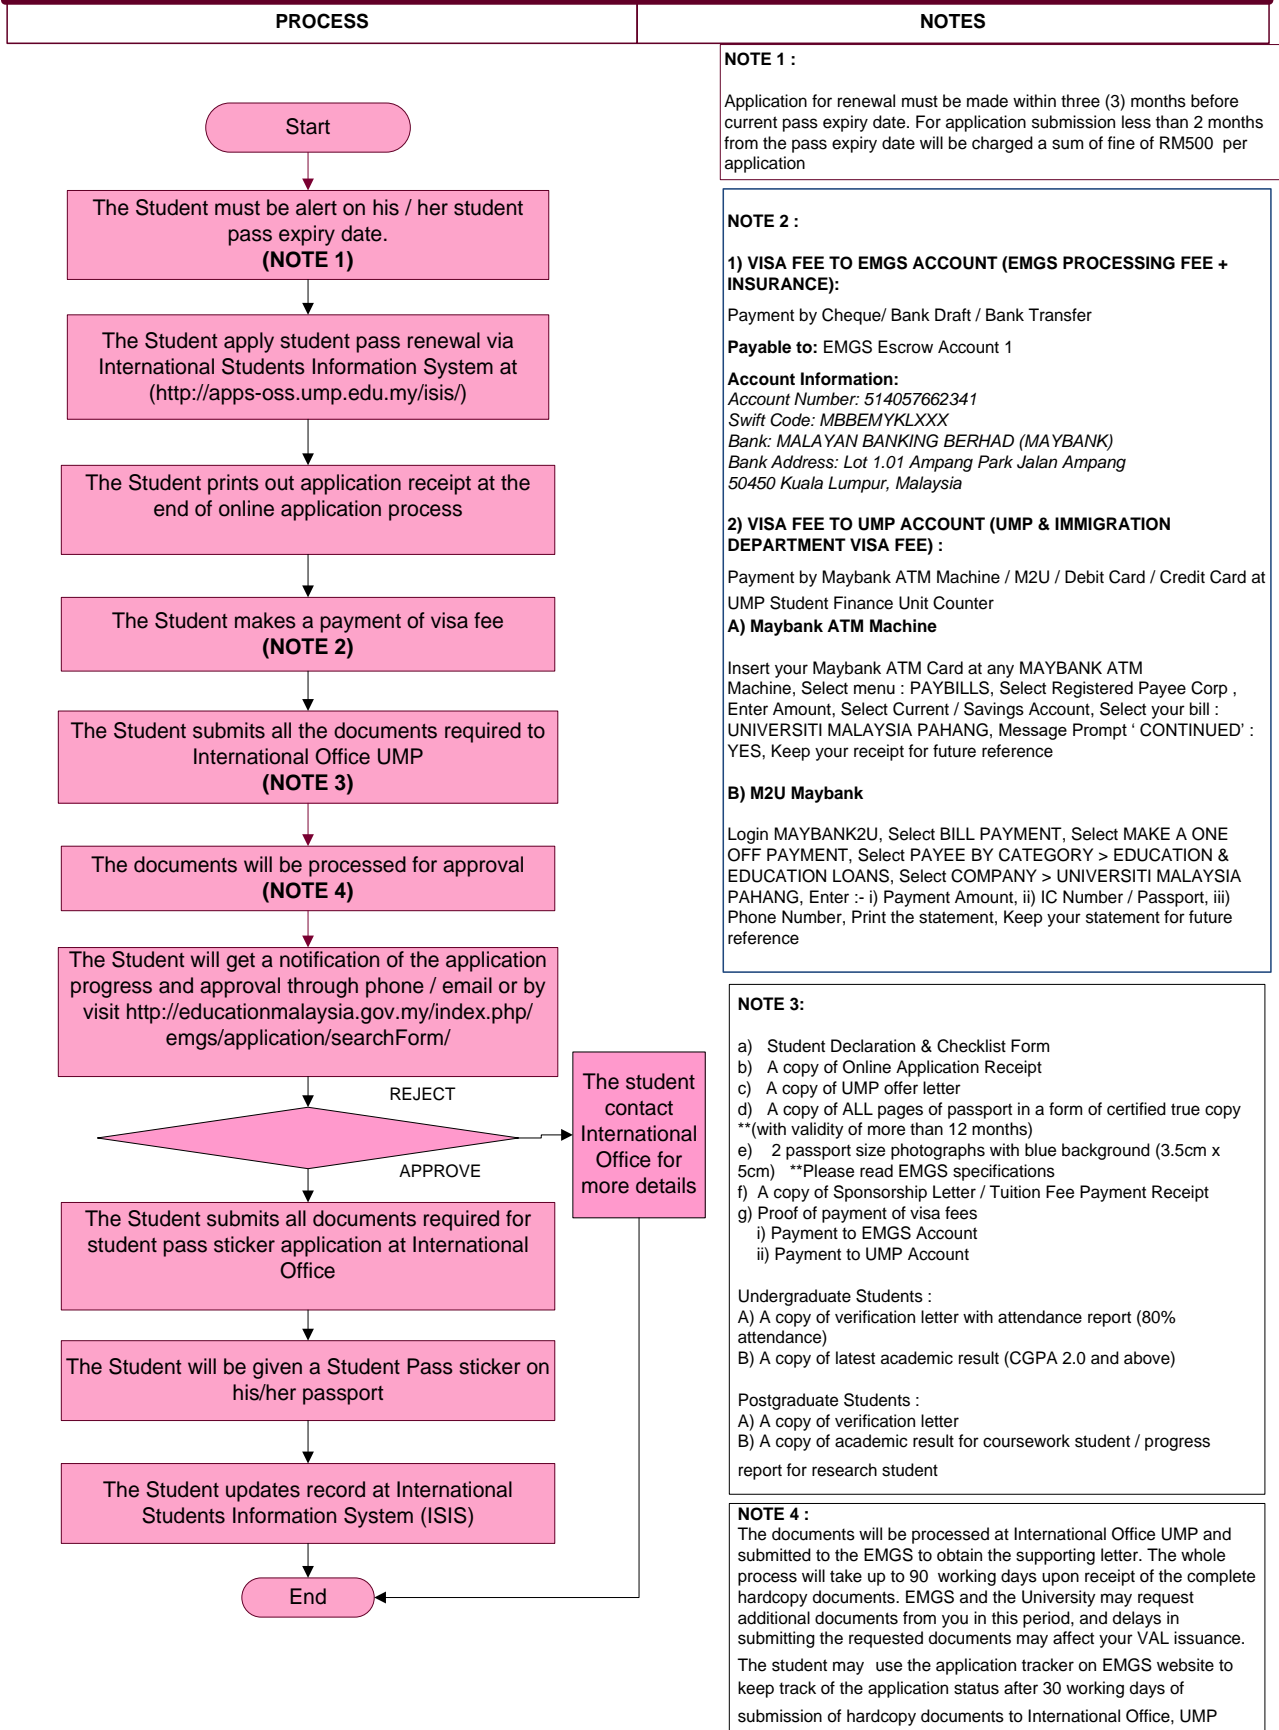 PROCESS
NOTES
Start
The Student must be alert on his / her student
pass expiry date.
(NOTE 1)
The Student apply student pass renewal via
International Students Information System at
(http://apps-oss.ump.edu.my/isis/)
The Student prints out application receipt at the
end of online application process
The Student makes a payment of visa fee
(NOTE 2)
The Student submits all the documents required to
International Office UMP
(NOTE 3)
The documents will be processed for approval
(NOTE 4)
The Student will get a notification of the application
progress and approval through phone / email or by
visit http://educationmalaysia.gov.my/index.php/
emgs/application/searchForm/
REJECT
The student
contact
International
Office for
more details
APPROVE
The Student submits all documents required for
student pass sticker application at International
Office
The Student will be given a Student Pass sticker on
his/her passport
The Student updates record at International
Students Information System (ISIS)
End
NOTE 1 :
Application for renewal must be made within three (3) months before
current pass expiry date. For application submission less than 2 months
from the pass expiry date will be charged a sum of fine of RM500 per
application
NOTE 2 :
1) VISA FEE TO EMGS ACCOUNT (EMGS PROCESSING FEE +
INSURANCE):
Payment by Cheque/ Bank Draft / Bank Transfer
Payable to: EMGS Escrow Account 1
Account Information:
Account Number: 514057662341
Swift Code: MBBEMYKLXXX
Bank: MALAYAN BANKING BERHAD (MAYBANK)
Bank Address: Lot 1.01 Ampang Park Jalan Ampang
50450 Kuala Lumpur, Malaysia
2) VISA FEE TO UMP ACCOUNT (UMP & IMMIGRATION
DEPARTMENT VISA FEE) :
Payment by Maybank ATM Machine / M2U / Debit Card / Credit Card at
UMP Student Finance Unit Counter
A) Maybank ATM Machine
Insert your Maybank ATM Card at any MAYBANK ATM
Machine, Select menu : PAYBILLS, Select Registered Payee Corp ,
Enter Amount, Select Current / Savings Account, Select your bill :
UNIVERSITI MALAYSIA PAHANG, Message Prompt ‘ CONTINUED’ :
YES, Keep your receipt for future reference
B) M2U Maybank
Login MAYBANK2U, Select BILL PAYMENT, Select MAKE A ONE
OFF PAYMENT, Select PAYEE BY CATEGORY > EDUCATION &
EDUCATION LOANS, Select COMPANY > UNIVERSITI MALAYSIA
PAHANG, Enter :- i) Payment Amount, ii) IC Number / Passport, iii)
Phone Number, Print the statement, Keep your statement for future
reference
NOTE 3:
a) Student Declaration & Checklist Form
b) A copy of Online Application Receipt
c) A copy of UMP offer letter
d) A copy of ALL pages of passport in a form of certified true copy
**(with validity of more than 12 months)
e) 2 passport size photographs with blue background (3.5cm x
5cm) **Please read EMGS specifications
f) A copy of Sponsorship Letter / Tuition Fee Payment Receipt
g) Proof of payment of visa fees
i) Payment to EMGS Account
ii) Payment to UMP Account
Undergraduate Students :
A) A copy of verification letter with attendance report (80%
attendance)
B) A copy of latest academic result (CGPA 2.0 and above)
Postgraduate Students :
A) A copy of verification letter
B) A copy of academic result for coursework student / progress
report for research student
NOTE 4 :
The documents will be processed at International Office UMP and
submitted to the EMGS to obtain the supporting letter. The whole
process will take up to 90 working days upon receipt of the complete
hardcopy documents. EMGS and the University may request
additional documents from you in this period, and delays in
submitting the requested documents may affect your VAL issuance.
The student may use the application tracker on EMGS website to
keep track of the application status after 30 working days of
submission of hardcopy documents to International Office, UMP